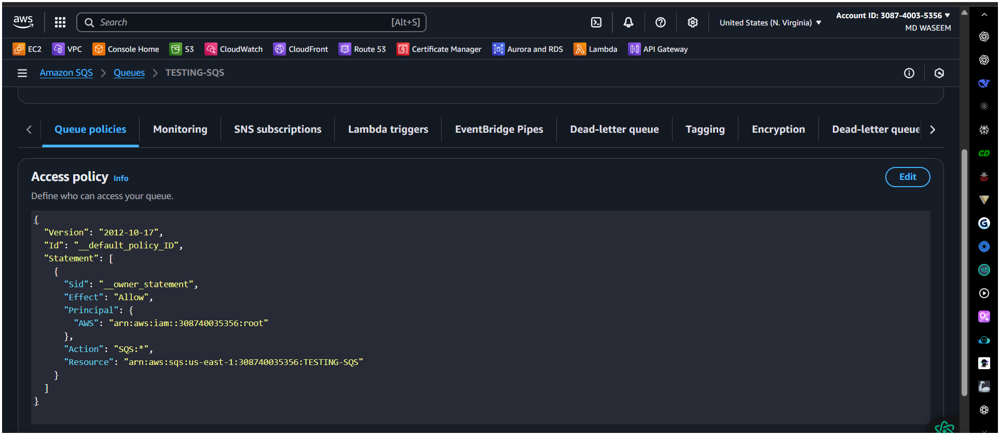 aws
Search
[Alt+S]
United States (N. Virginia)
Account ID: 3087-4003-5356
MD WASEEM
EC2
VPC
Console Home
S3
CloudWatch
CloudFront
Route 53
Certificate Manager
Aurora and RDS
Lambda
API Gateway
Amazon SQS
Queues
TESTING-SQS
Queue policies
Monitoring
SNS subscriptions
Lambda triggers
EventBridge Pipes
Dead-letter queue
Tagging
Encryption
Dead-letter queue
Access policy Info
Edit
Define who can access your queue.
{
"Version": "2012-10-17",
"Id": "__default_policy_ID",
"Statement": [
{
"Sid": "__owner_statement",
"Effect": "Allow",
"Principal": {
"AWS": "arn:aws:iam::308740035356:root"
},
"Action": "SQS:*",
"Resource": "arn:aws:sqs:us-east-1:308740035356:TESTING-SQS"
}
]
}
CD